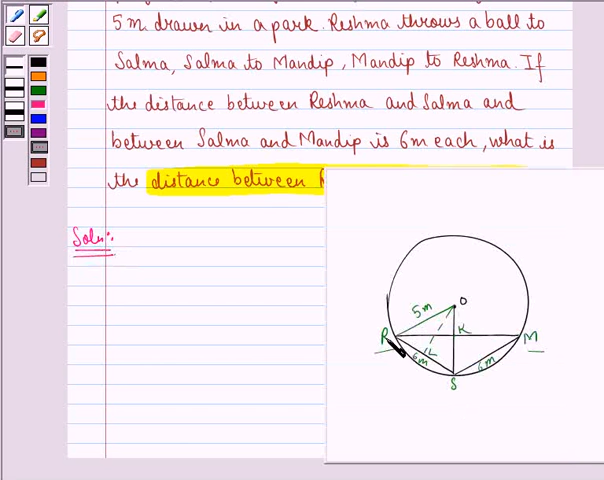 5m drawn in a park. Reshma throws a ball to
Salma, Salma to Mandip, Mandip to Reshma. If
the distance between Reshma and Salma and
between Salma and Mandip is 6m each, what is
the distance between
Soln:
O
5m
K
R
M
L
6m
6m
S